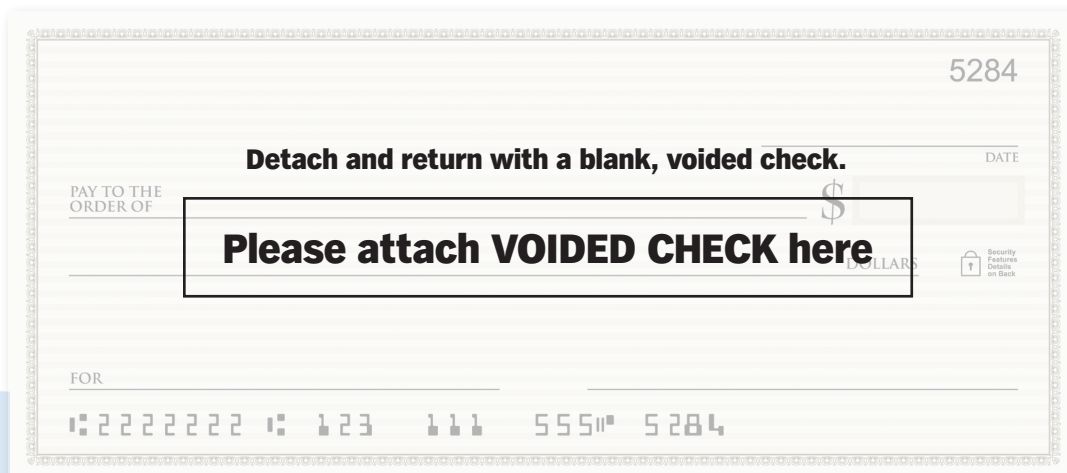 5284
Detach and return with a blank, voided check.
DATE
PAY TO THE
ORDER OF
$
Please attach VOIDED CHECK here
DOLLARS
Security
Features
Details
on Back
FOR
⑆2222222⑆ 123 111 555⑈ 5284